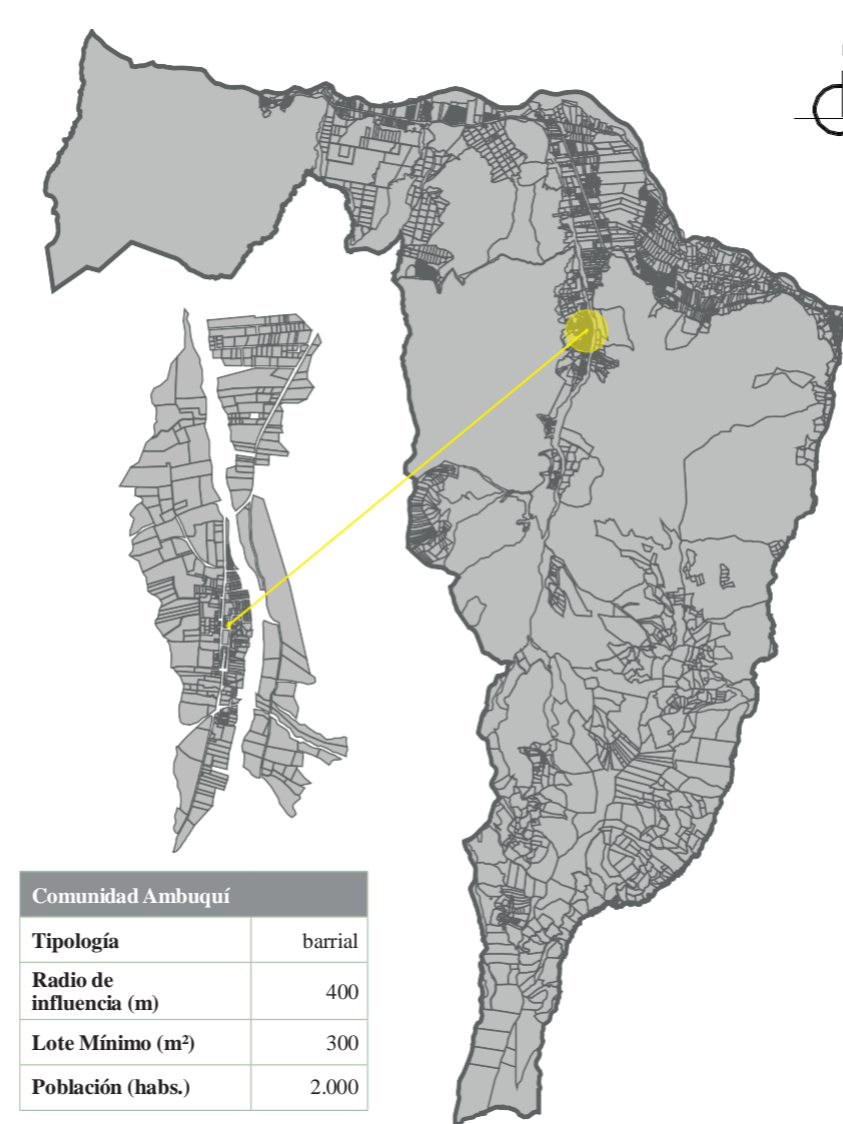 Comunidad Ambuquí
Tipología barrial
Radio de
influencia (m) 400
Lote Mínimo (m²) 300
Población (habs.) 2.000